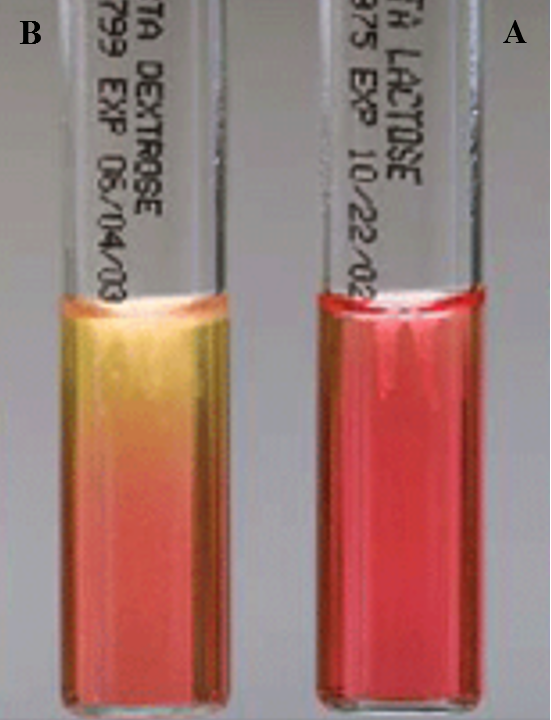 B
TA DEXTROSE
799 EXP 06/04/03
A
TA LACTOSE
375 EXP 10/22/02